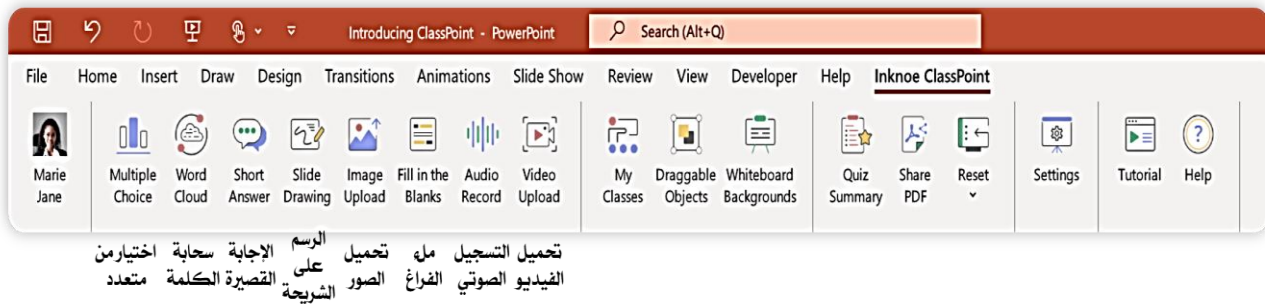 Introducing ClassPoint - PowerPoint
Search (Alt+Q)
File Home Insert Draw Design Transitions Animations Slide Show Review View Developer Help Inknoe ClassPoint
Marie Jane
Multiple Choice
Word Cloud
Short Answer
Slide Drawing
Image Upload
Fill in the Blanks
Audio Record
Video Upload
My Classes
Draggable Objects
Whiteboard Backgrounds
Quiz Summary
Share PDF
Reset
Settings
Tutorial
Help
اختيار من متعدد
سحابة الكلمة
الإجابة القصيرة
الرسم على الشريحة
تحميل الصور
ملء الفراغ
التسجيل الصوتي
تحميل الفيديو